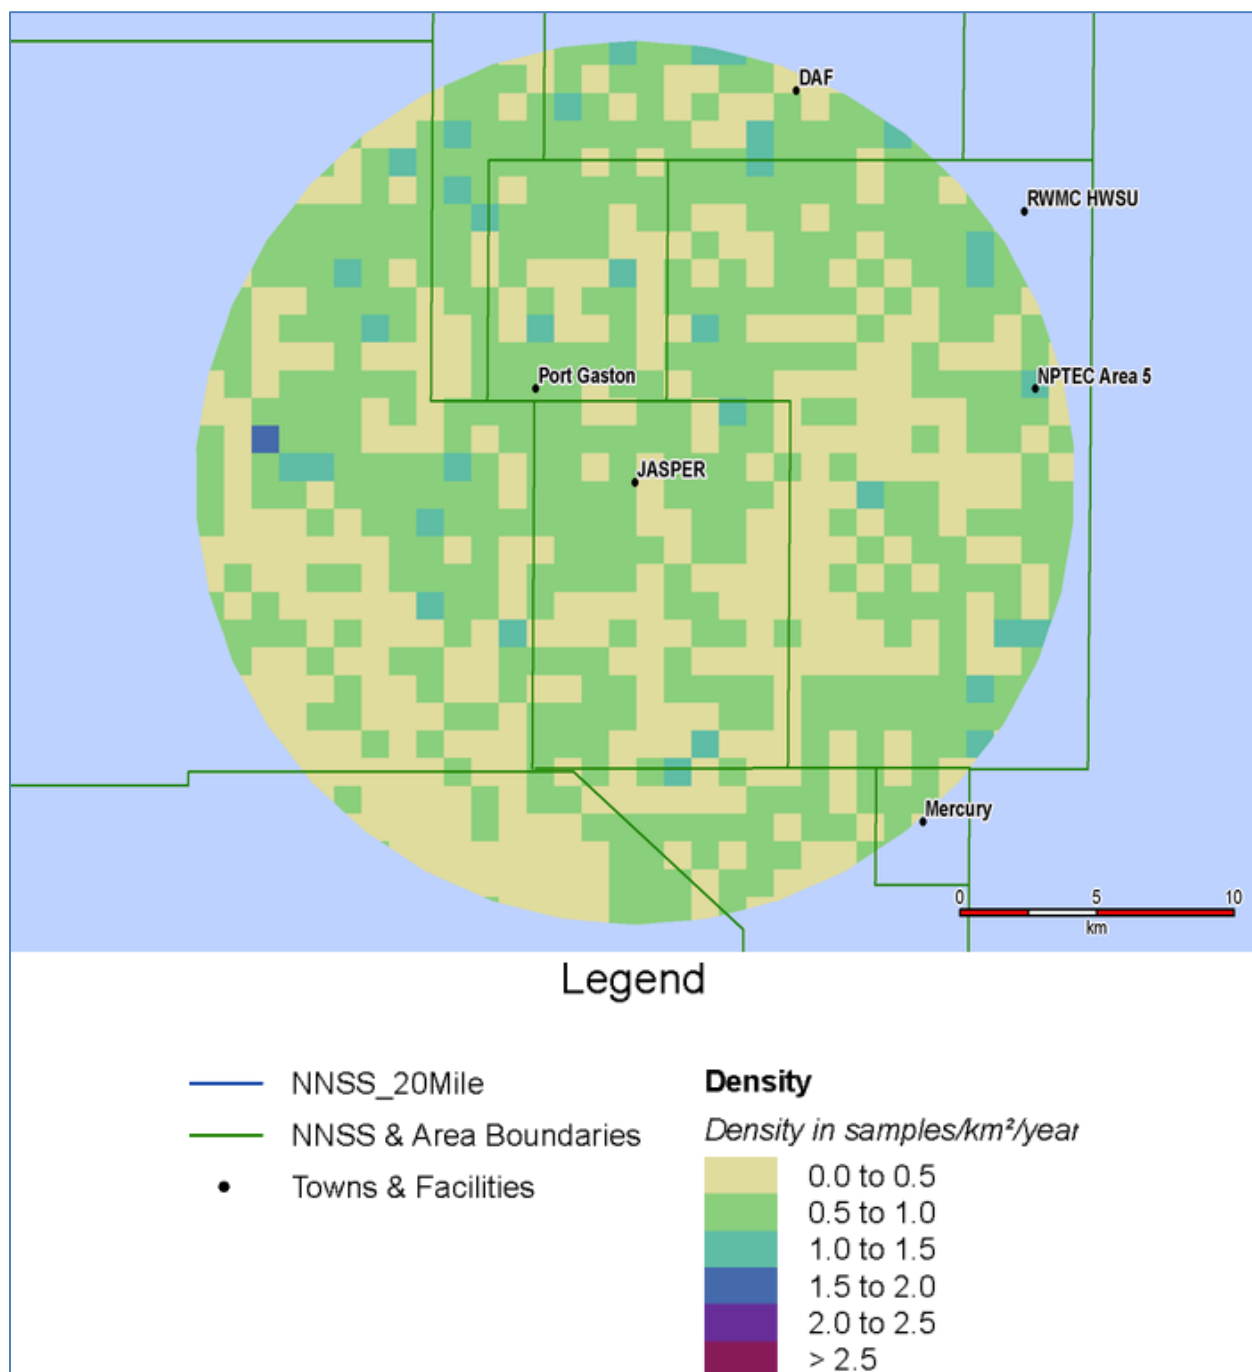 DAF
RWMC HWSU
Port Gaston
NPTEC Area 5
JASPER
Mercury
0 5 10
km
Legend
NNSS_20Mile
NNSS & Area Boundaries
Towns & Facilities
Density
Density in samples/km²/year
0.0 to 0.5
0.5 to 1.0
1.0 to 1.5
1.5 to 2.0
2.0 to 2.5
> 2.5